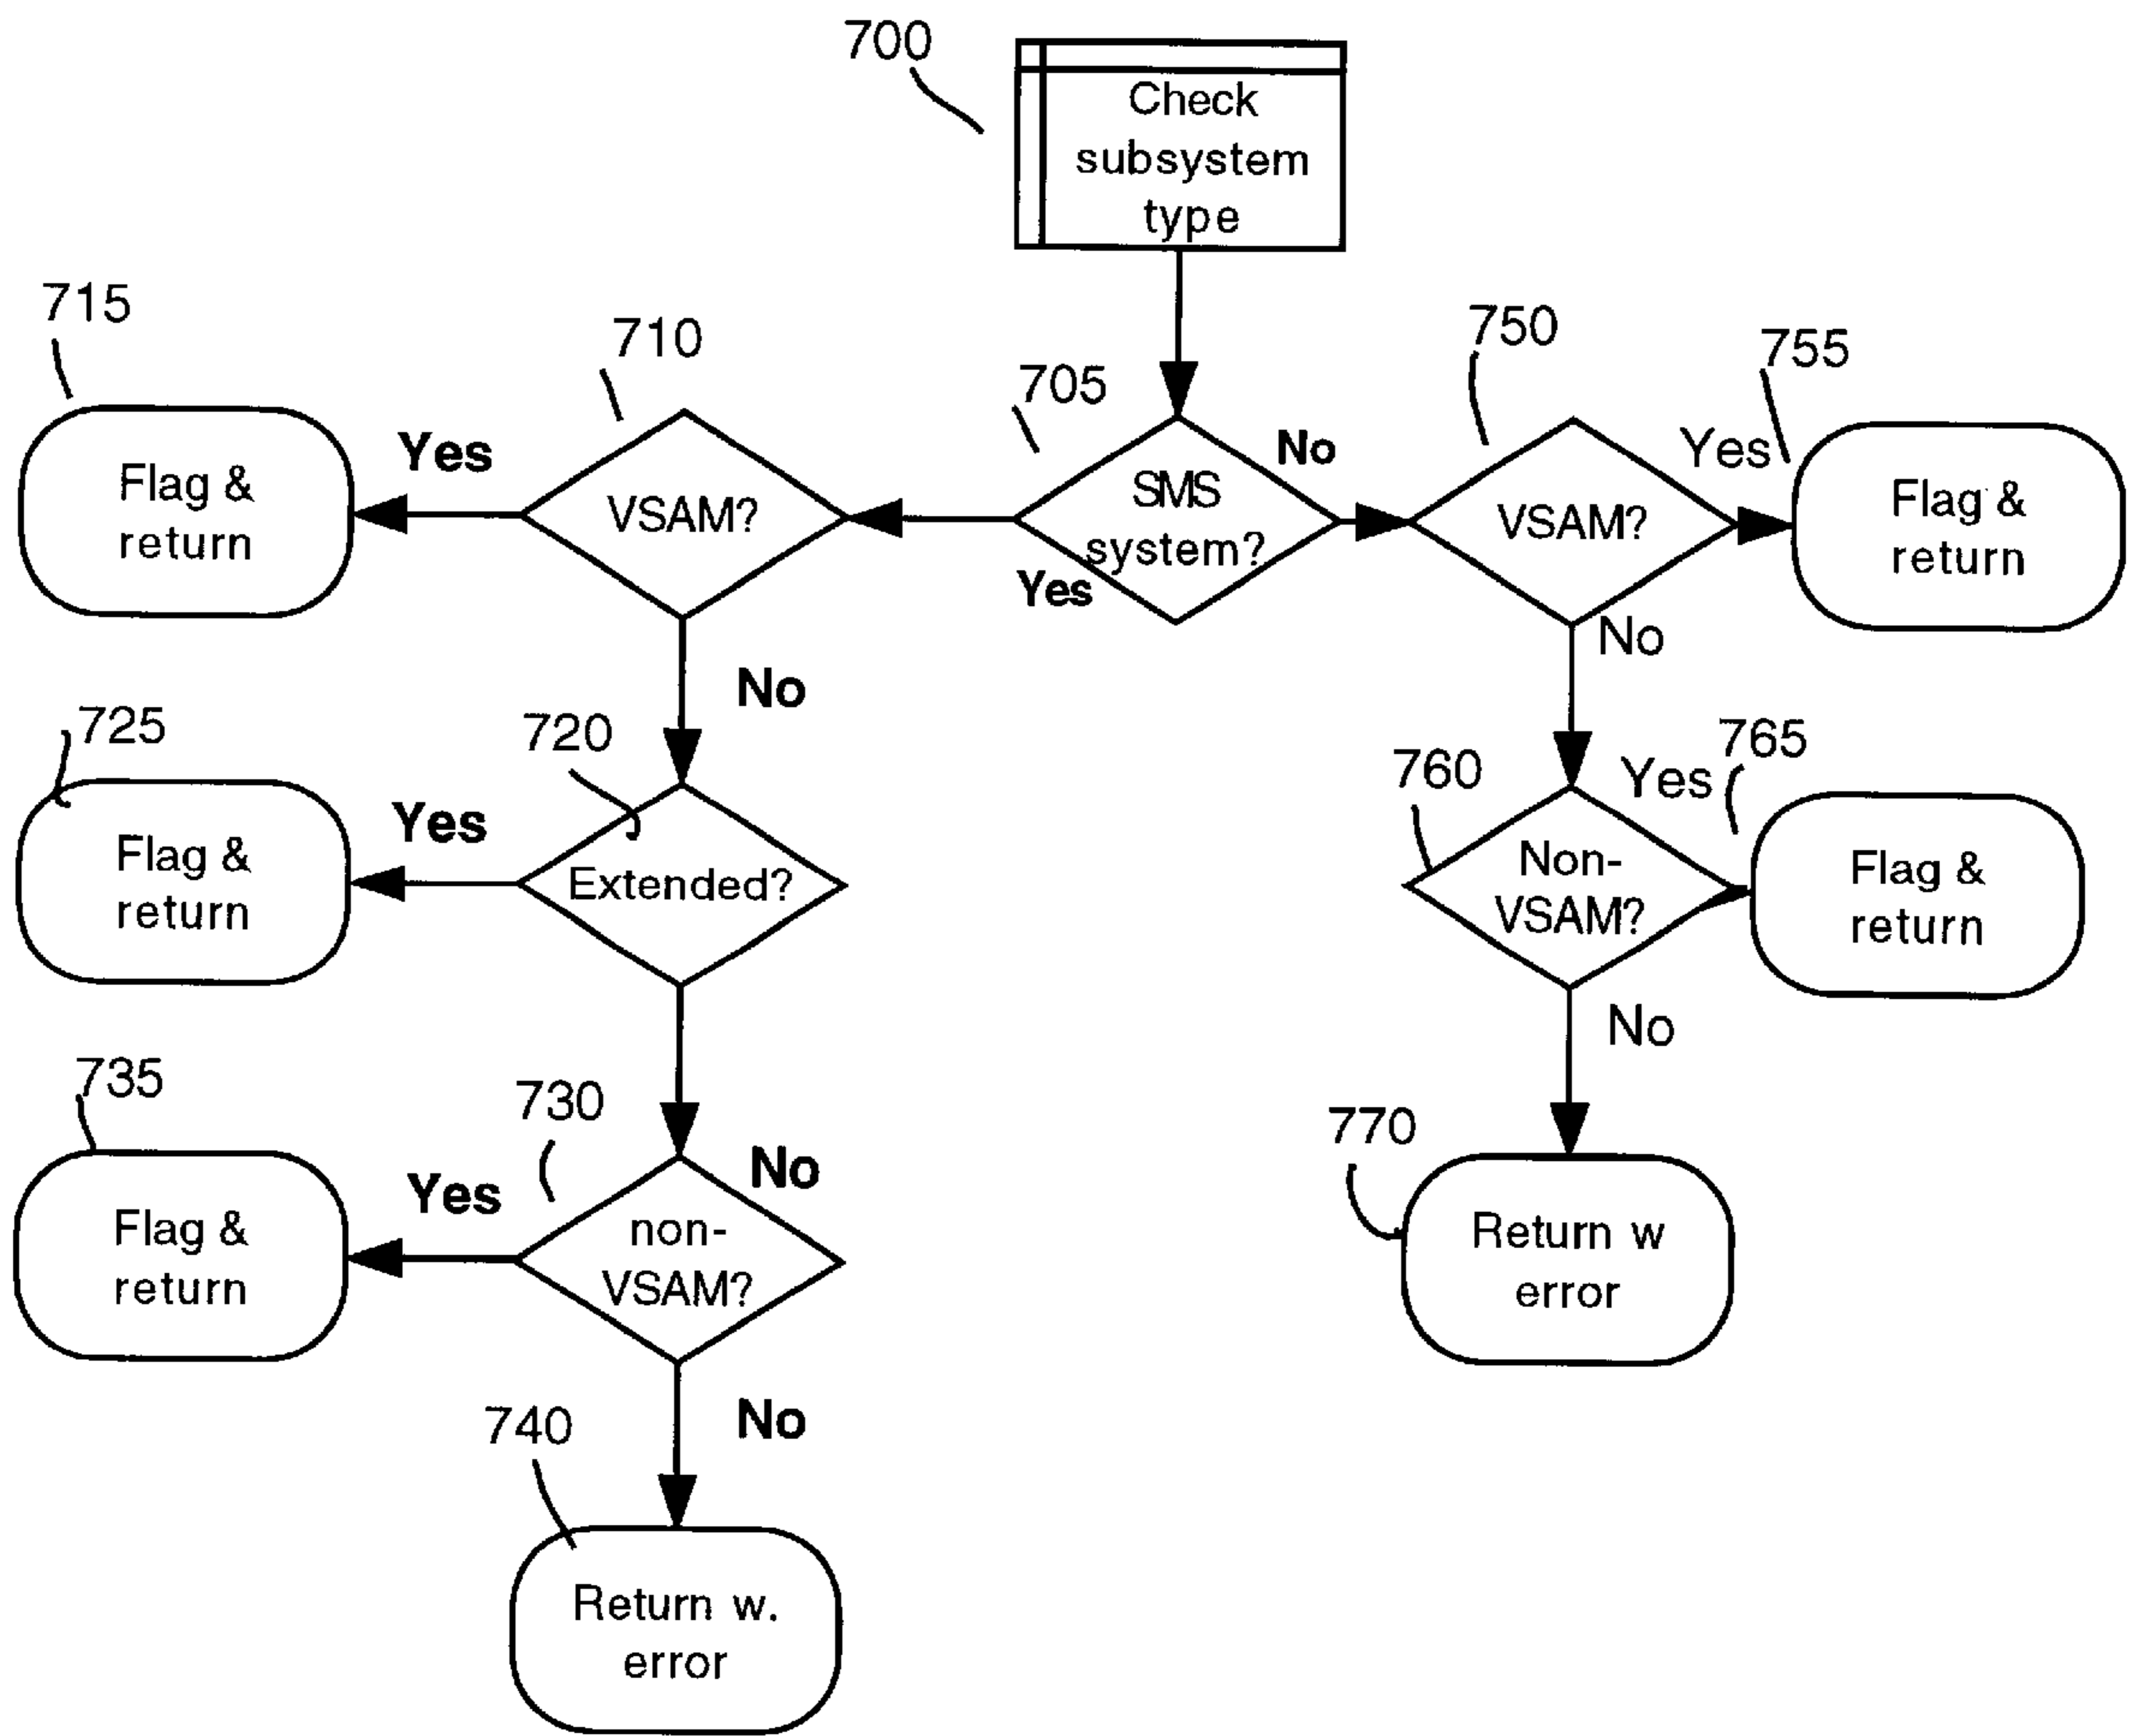 700
Check
subsystem
type
715
710
705
750
755
Flag &
return
Yes
VSAM?
SMS
system?
Yes
No
VSAM?
Yes
Flag &
return
No
No
725
720
760
765
Flag &
return
Yes
Extended?
Non-
VSAM?
Yes
Flag &
return
No
No
735
730
770
Flag &
return
Yes
non-
VSAM?
Return w
error
No
740
Return w.
error